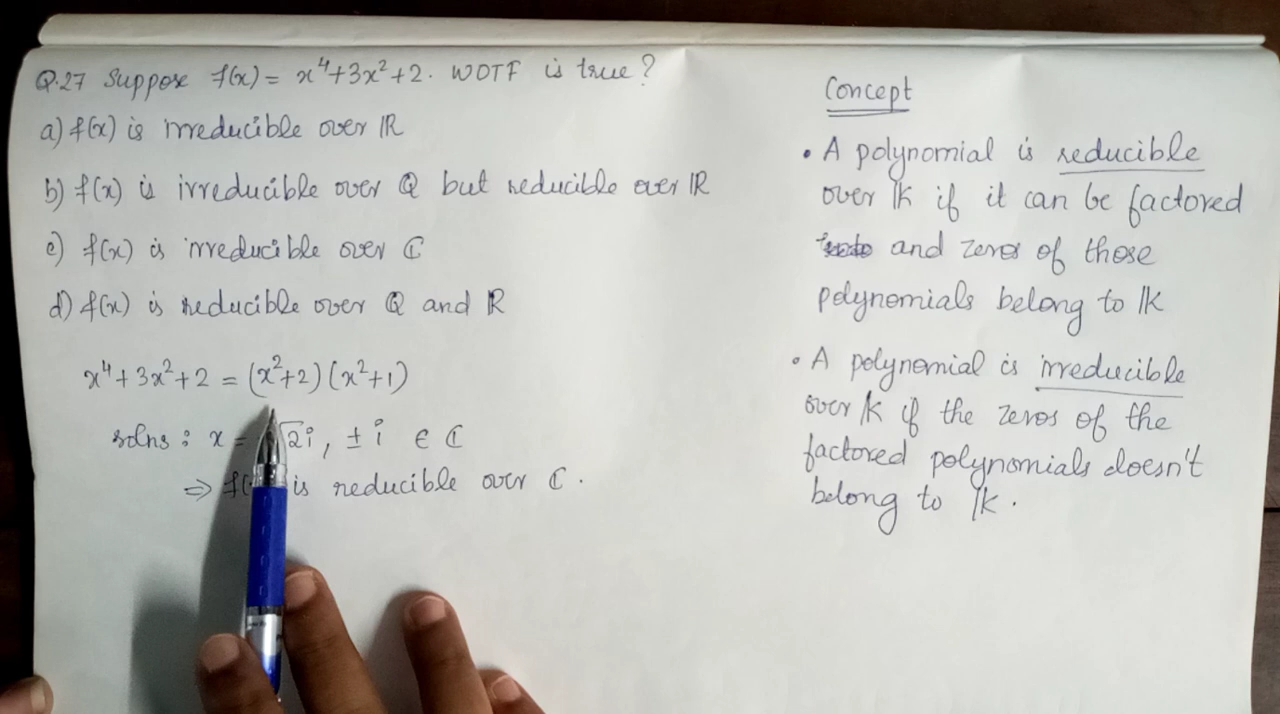 Q.27 Suppose f(x) = x⁴+3x²+2. WOTF is true?
a) f(x) is irreducible over ℝ
b) f(x) is irreducible over ℚ but reducible over ℝ
c) f(x) is irreducible over ℂ
d) f(x) is reducible over ℚ and ℝ
x⁴+3x²+2 = (x²+2)(x²+1)
solns : x = √2i, ± i ∈ ℂ
⇒ f( is reducible over ℂ.
Concept
• A polynomial is reducible
over 𝕜 if it can be factored
and zeros of those
polynomials belong to 𝕜
• A polynomial is irreducible
over 𝕜 if the zeros of the
factored polynomials doesn't
belong to 𝕜.